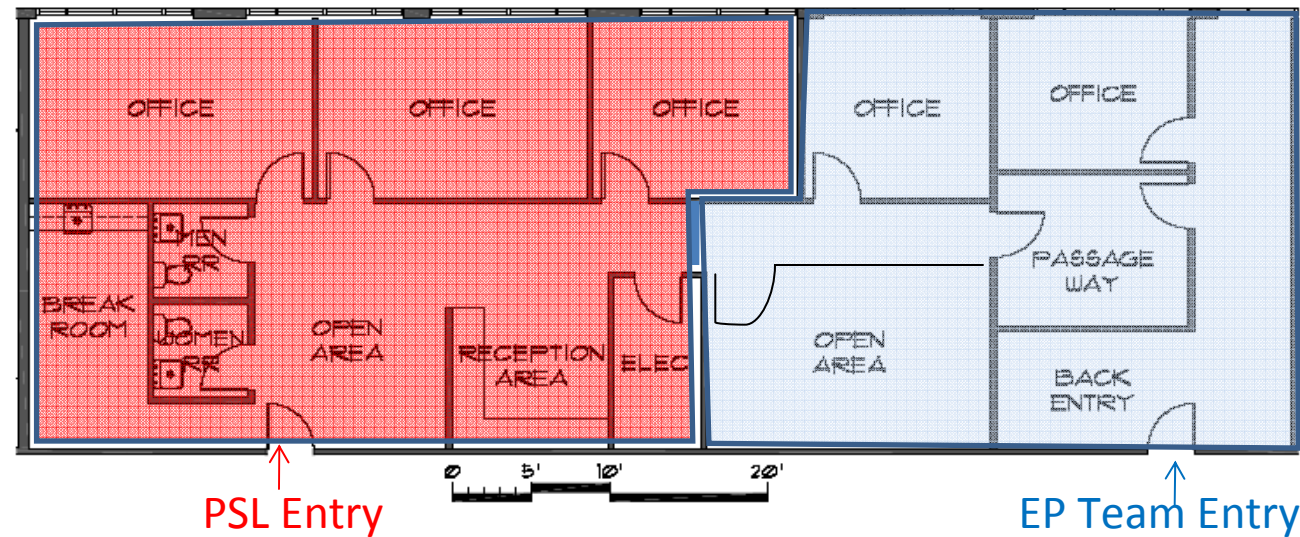 OFFICE
OFFICE
OFFICE
OFFICE
OFFICE
MEN
RR
BREAK
ROOM
WOMEN
RR
OPEN
AREA
RECEPTION
AREA
ELEC
OPEN
AREA
PASSAGE
WAY
BACK
ENTRY
0 5' 10' 20'
PSL Entry
EP Team Entry